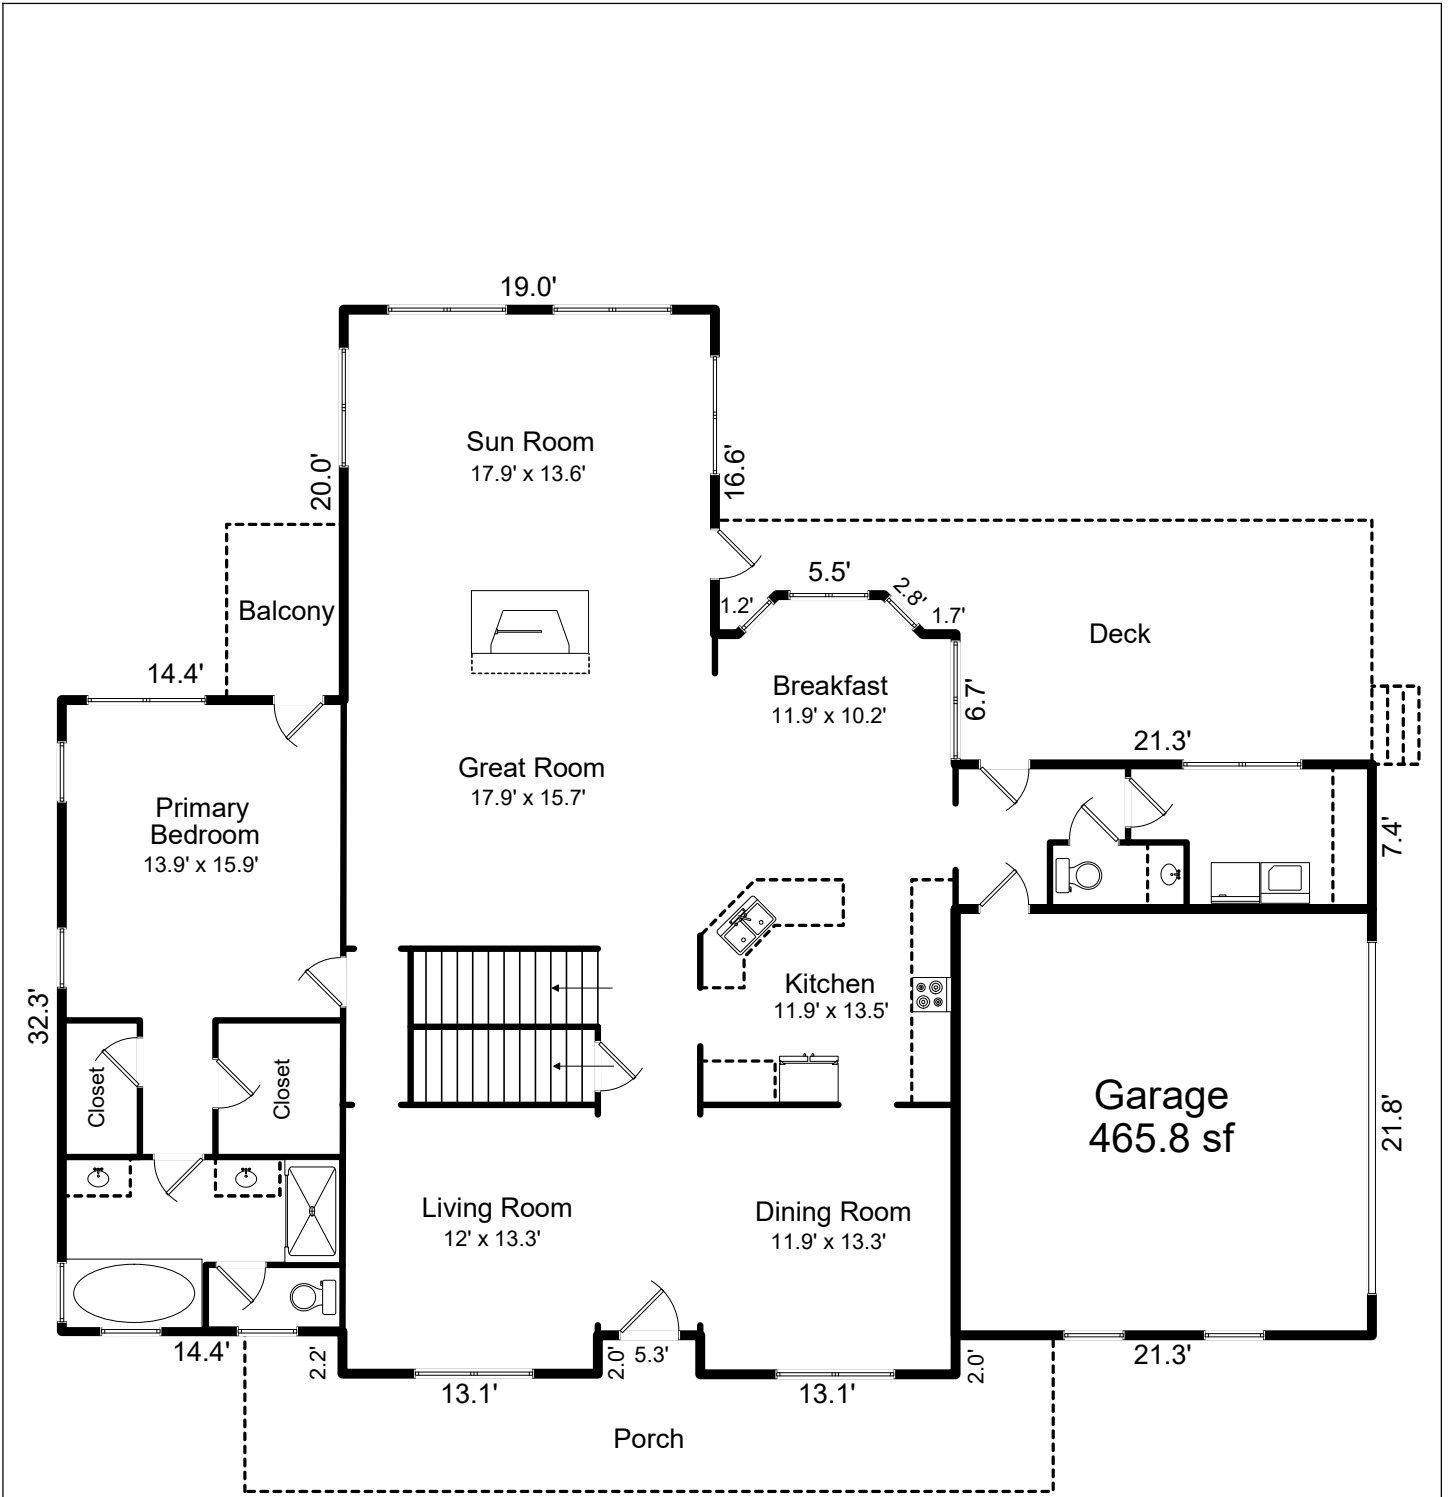 19.0'
Sun Room
17.9' x 13.6'
20.0'
16.6'
Balcony
5.5'
1.2'
2.8'
1.7'
Deck
14.4'
Breakfast
11.9' x 10.2'
6.7'
21.3'
Great Room
17.9' x 15.7'
Primary
Bedroom
13.9' x 15.9'
7.4'
Kitchen
11.9' x 13.5'
32.3'
Closet
Closet
Garage
465.8 sf
21.8'
Living Room
12' x 13.3'
Dining Room
11.9' x 13.3'
14.4'
2.2'
2.0'
5.3'
2.0'
21.3'
13.1'
13.1'
Porch